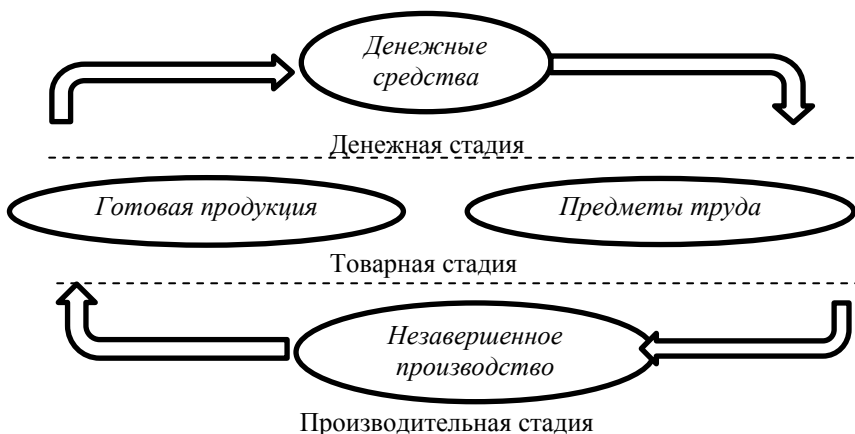 Денежные
средства
Денежная стадия
Готовая продукция
Предметы труда
Товарная стадия
Незавершенное
производство
Производительная стадия